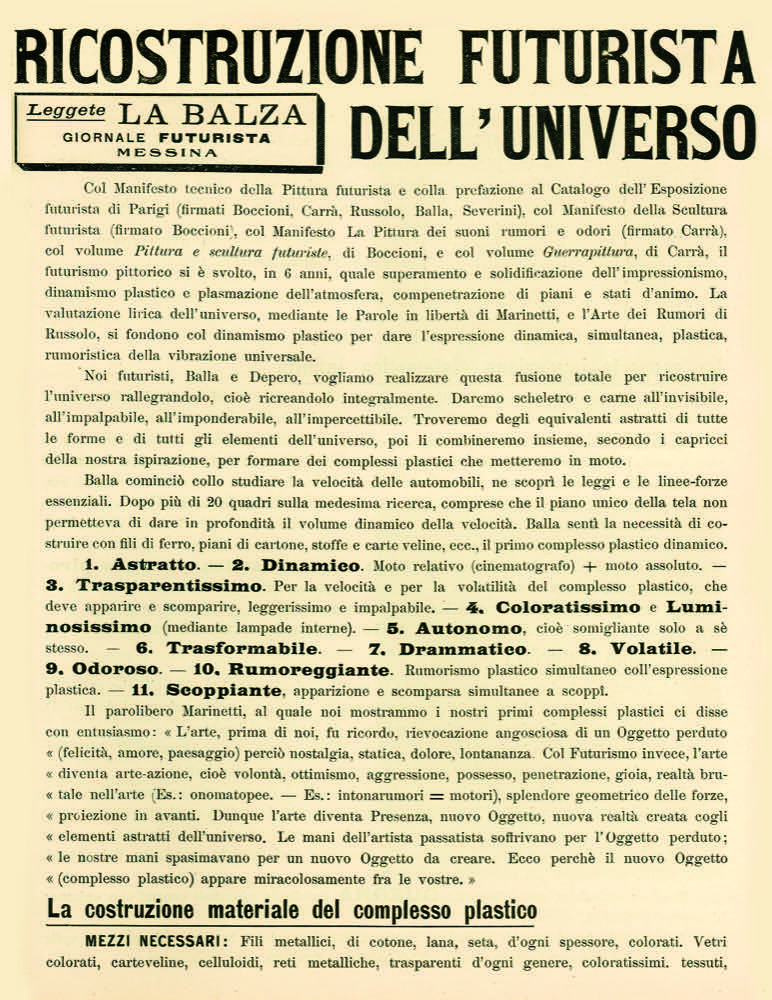 RICOSTRUZIONE FUTURISTA
DELL'UNIVERSO
Leggete LA BALZA
GIORNALE FUTURISTA
MESSINA
Col Manifesto tecnico della Pittura futurista e colla prefazione al Catalogo dell'Esposizione
futurista di Parigi (firmati Boccioni, Carrà, Russolo, Balla, Severini), col Manifesto della Scultura
futurista (firmato Boccioni), col Manifesto La Pittura dei suoni rumori e odori (firmato Carrà),
col volume Pittura e scultura futuriste, di Boccioni, e col volume Guerrapittura, di Carrà, il
futurismo pittorico si è svolto, in 6 anni, quale superamento e solidificazione dell'impressionismo,
dinamismo plastico e plasmazione dell'atmosfera, compenetrazione di piani e stati d'animo. La
valutazione lirica dell'universo, mediante le Parole in libertà di Marinetti, e l'Arte dei Rumori di
Russolo, si fondono col dinamismo plastico per dare l'espressione dinamica, simultanea, plastica,
rumoristica della vibrazione universale.
Noi futuristi, Balla e Depero, vogliamo realizzare questa fusione totale per ricostruire
l'universo rallegrandolo, cioè ricreandolo integralmente. Daremo scheletro e carne all'invisibile,
all'impalpabile, all'imponderabile, all'impercettibile. Troveremo degli equivalenti astratti di tutte
le forme e di tutti gli elementi dell'universo, poi li combineremo insieme, secondo i capricci
della nostra ispirazione, per formare dei complessi plastici che metteremo in moto.
Balla cominciò collo studiare la velocità delle automobili, ne scoprì le leggi e le linee-forze
essenziali. Dopo più di 20 quadri sulla medesima ricerca, comprese che il piano unico della tela non
permetteva di dare in profondità il volume dinamico della velocità. Balla sentì la necessità di co-
struire con fili di ferro, piani di cartone, stoffe e carte veline, ecc., il primo complesso plastico dinamico.
1. Astratto. — 2. Dinamico. Moto relativo (cinematografo) + moto assoluto. —
3. Trasparentissimo. Per la velocità e per la volatilità del complesso plastico, che
deve apparire e scomparire, leggerissimo e impalpabile. — 4. Coloratissimo e Lumi-
nosissimo (mediante lampade interne). — 5. Autonomo, cioè somigliante solo a sè
stesso. — 6. Trasformabile. — 7. Drammatico. — 8. Volatile. —
9. Odoroso. — 10. Rumoreggiante. Rumorismo plastico simultaneo coll'espressione
plastica. — 11. Scoppiante, apparizione e scomparsa simultanee a scoppi.
Il parolibero Marinetti, al quale noi mostrammo i nostri primi complessi plastici ci disse
con entusiasmo: « L'arte, prima di noi, fu ricordo, rievocazione angosciosa di un Oggetto perduto
« (felicità, amore, paesaggio) perciò nostalgia, statica, dolore, lontananza. Col Futurismo invece, l'arte
« diventa arte-azione, cioè volontà, ottimismo, aggressione, possesso, penetrazione, gioia, realtà bru-
« tale nell'arte (Es.: onomatopee. — Es.: intonarumori = motori), splendore geometrico delle forze,
« proiezione in avanti. Dunque l'arte diventa Presenza, nuovo Oggetto, nuova realtà creata cogli
« elementi astratti dell'universo. Le mani dell'artista passatista soffrivano per l'Oggetto perduto;
« le nostre mani spasimavano per un nuovo Oggetto da creare. Ecco perchè il nuovo Oggetto
« (complesso plastico) appare miracolosamente fra le vostre. »
La costruzione materiale del complesso plastico
MEZZI NECESSARI: Fili metallici, di cotone, lana, seta, d'ogni spessore, colorati. Vetri
colorati, carteveline, celluloidi, reti metalliche, trasparenti d'ogni genere, coloratissimi. tessuti,